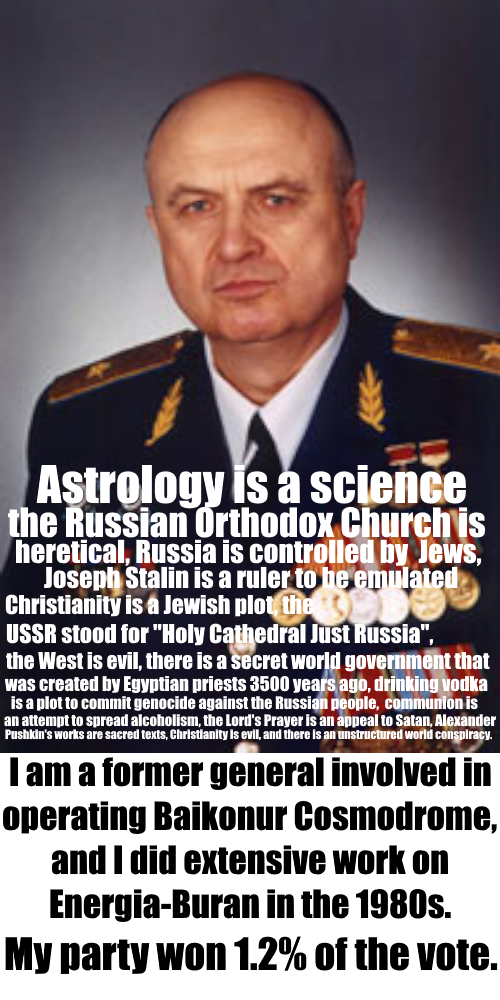 Astrology is a science
the Russian Orthodox Church is
heretical, Russia is controlled by Jews,
Joseph Stalin is a ruler to be emulated
Christianity is a Jewish plot, the
USSR stood for "Holy Cathedral Just Russia",
the West is evil, there is a secret world government that
was created by Egyptian priests 3500 years ago, drinking vodka
is a plot to commit genocide against the Russian people, communion is
an attempt to spread alcoholism, the Lord's Prayer is an appeal to Satan, Alexander
Pushkin's works are sacred texts, Christianity is evil, and there is an unstructured world conspiracy.
I am a former general involved in
operating Baikonur Cosmodrome,
and I did extensive work on
Energia-Buran in the 1980s.
My party won 1.2% of the vote.